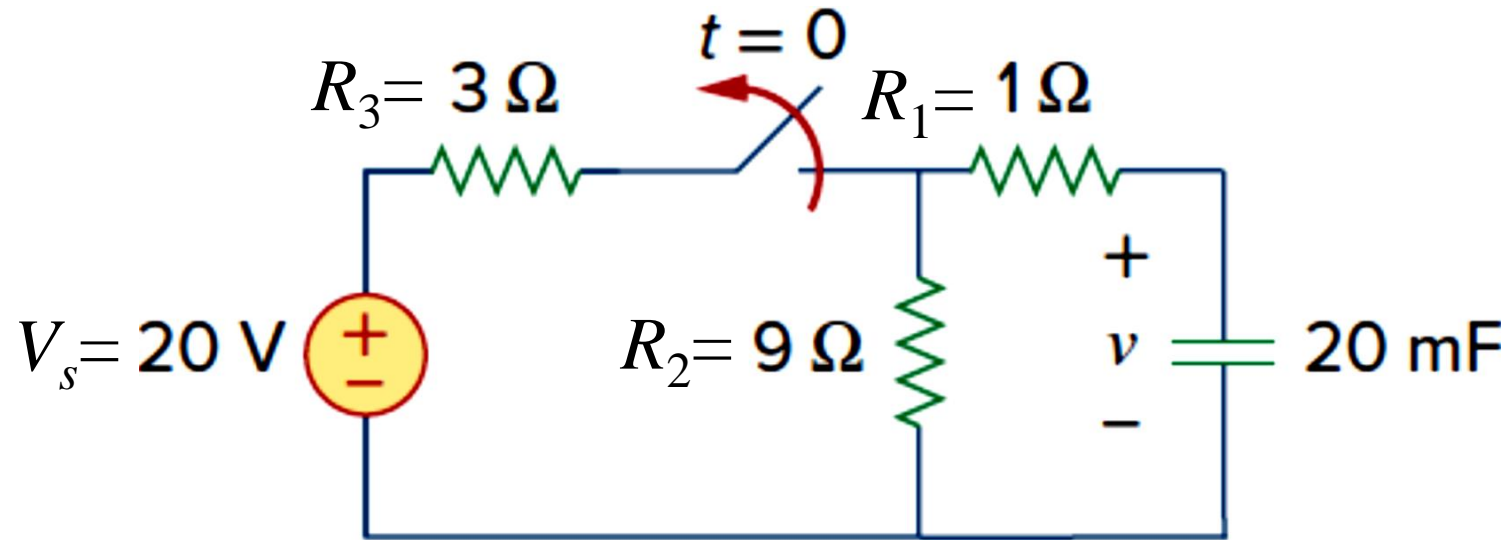 t = 0
R₃= 3 Ω
R₁= 1 Ω
Vₛ= 20 V
+
−
R₂= 9 Ω
+
v
−
20 mF